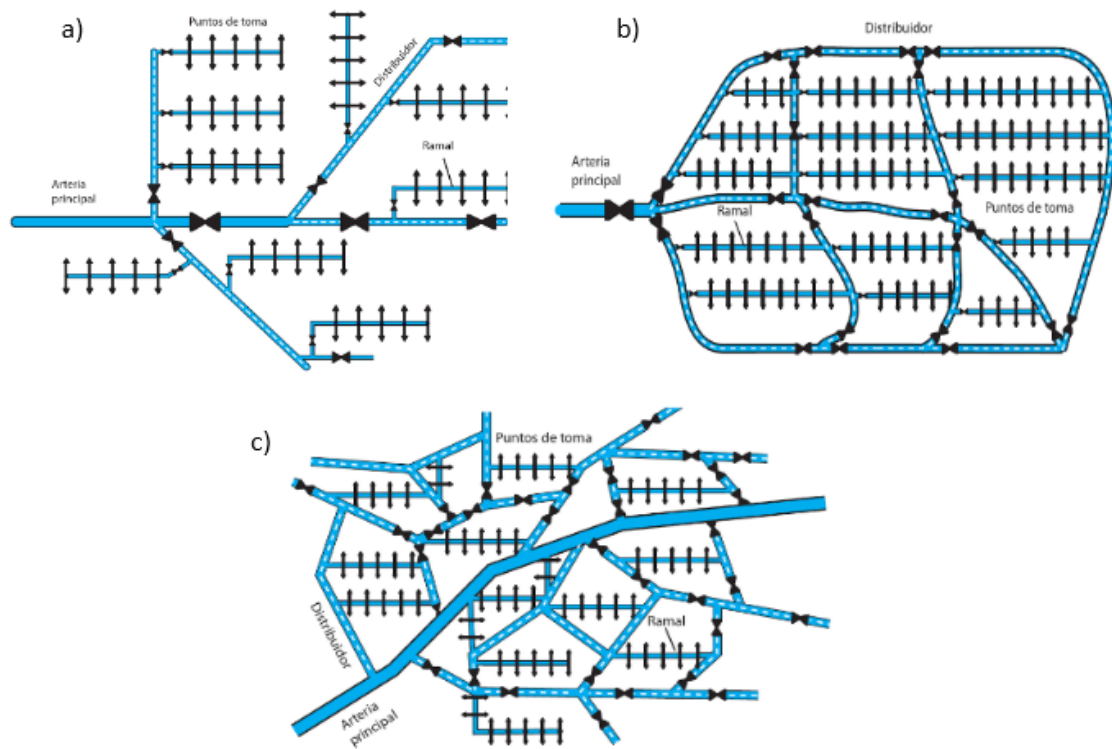 a)
Puntos de toma
Distribuidor
Ramal
Arteria
principal
b)
Distribuidor
Arteria
principal
Ramal
Puntos de toma
c)
Puntos de toma
Distribuidor
Ramal
Arteria
principal